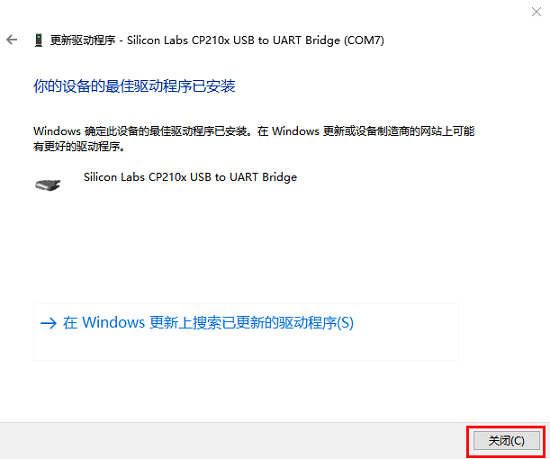 更新驱动程序 - Silicon Labs CP210x USB to UART Bridge (COM7)
你的设备的最佳驱动程序已安装
Windows 确定此设备的最佳驱动程序已安装。在 Windows 更新或设备制造商的网站上可能
有更好的驱动程序。
Silicon Labs CP210x USB to UART Bridge
在 Windows 更新上搜索已更新的驱动程序(S)
关闭(C)